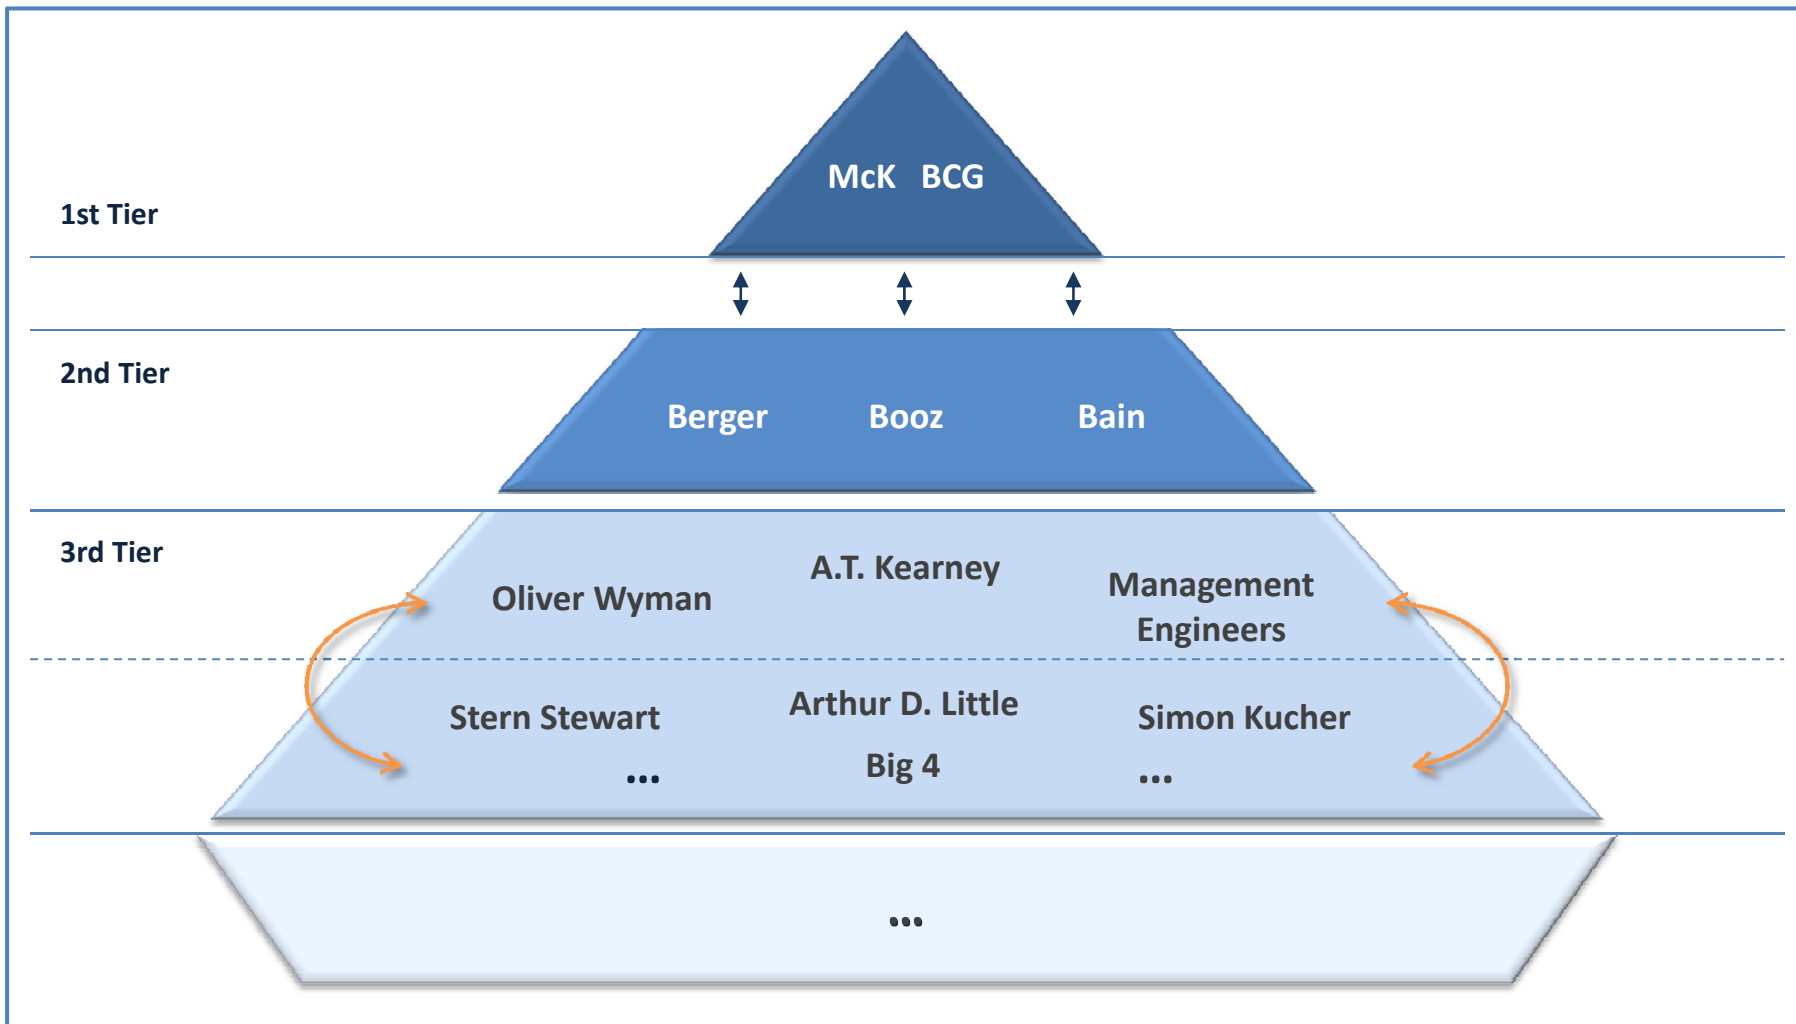 McK BCG
1st Tier
2nd Tier
Berger Booz Bain
3rd Tier
A.T. Kearney
Oliver Wyman
Management
Engineers
Stern Stewart
Arthur D. Little
Simon Kucher
... Big 4 ...
...